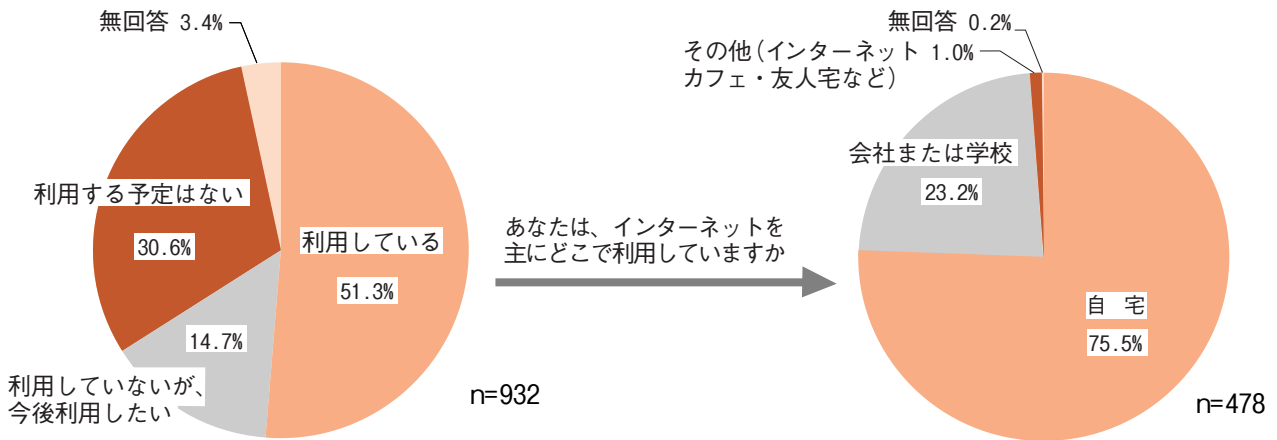 無回答 3.4%
利用する予定はない
30.6%
利用している
51.3%
14.7%
利用していないが、
今後利用したい
n=932
あなたは、インターネットを
主にどこで利用していますか
無回答 0.2%
その他(インターネット 1.0%
カフェ・友人宅など)
会社または学校
23.2%
自 宅
75.5%
n=478